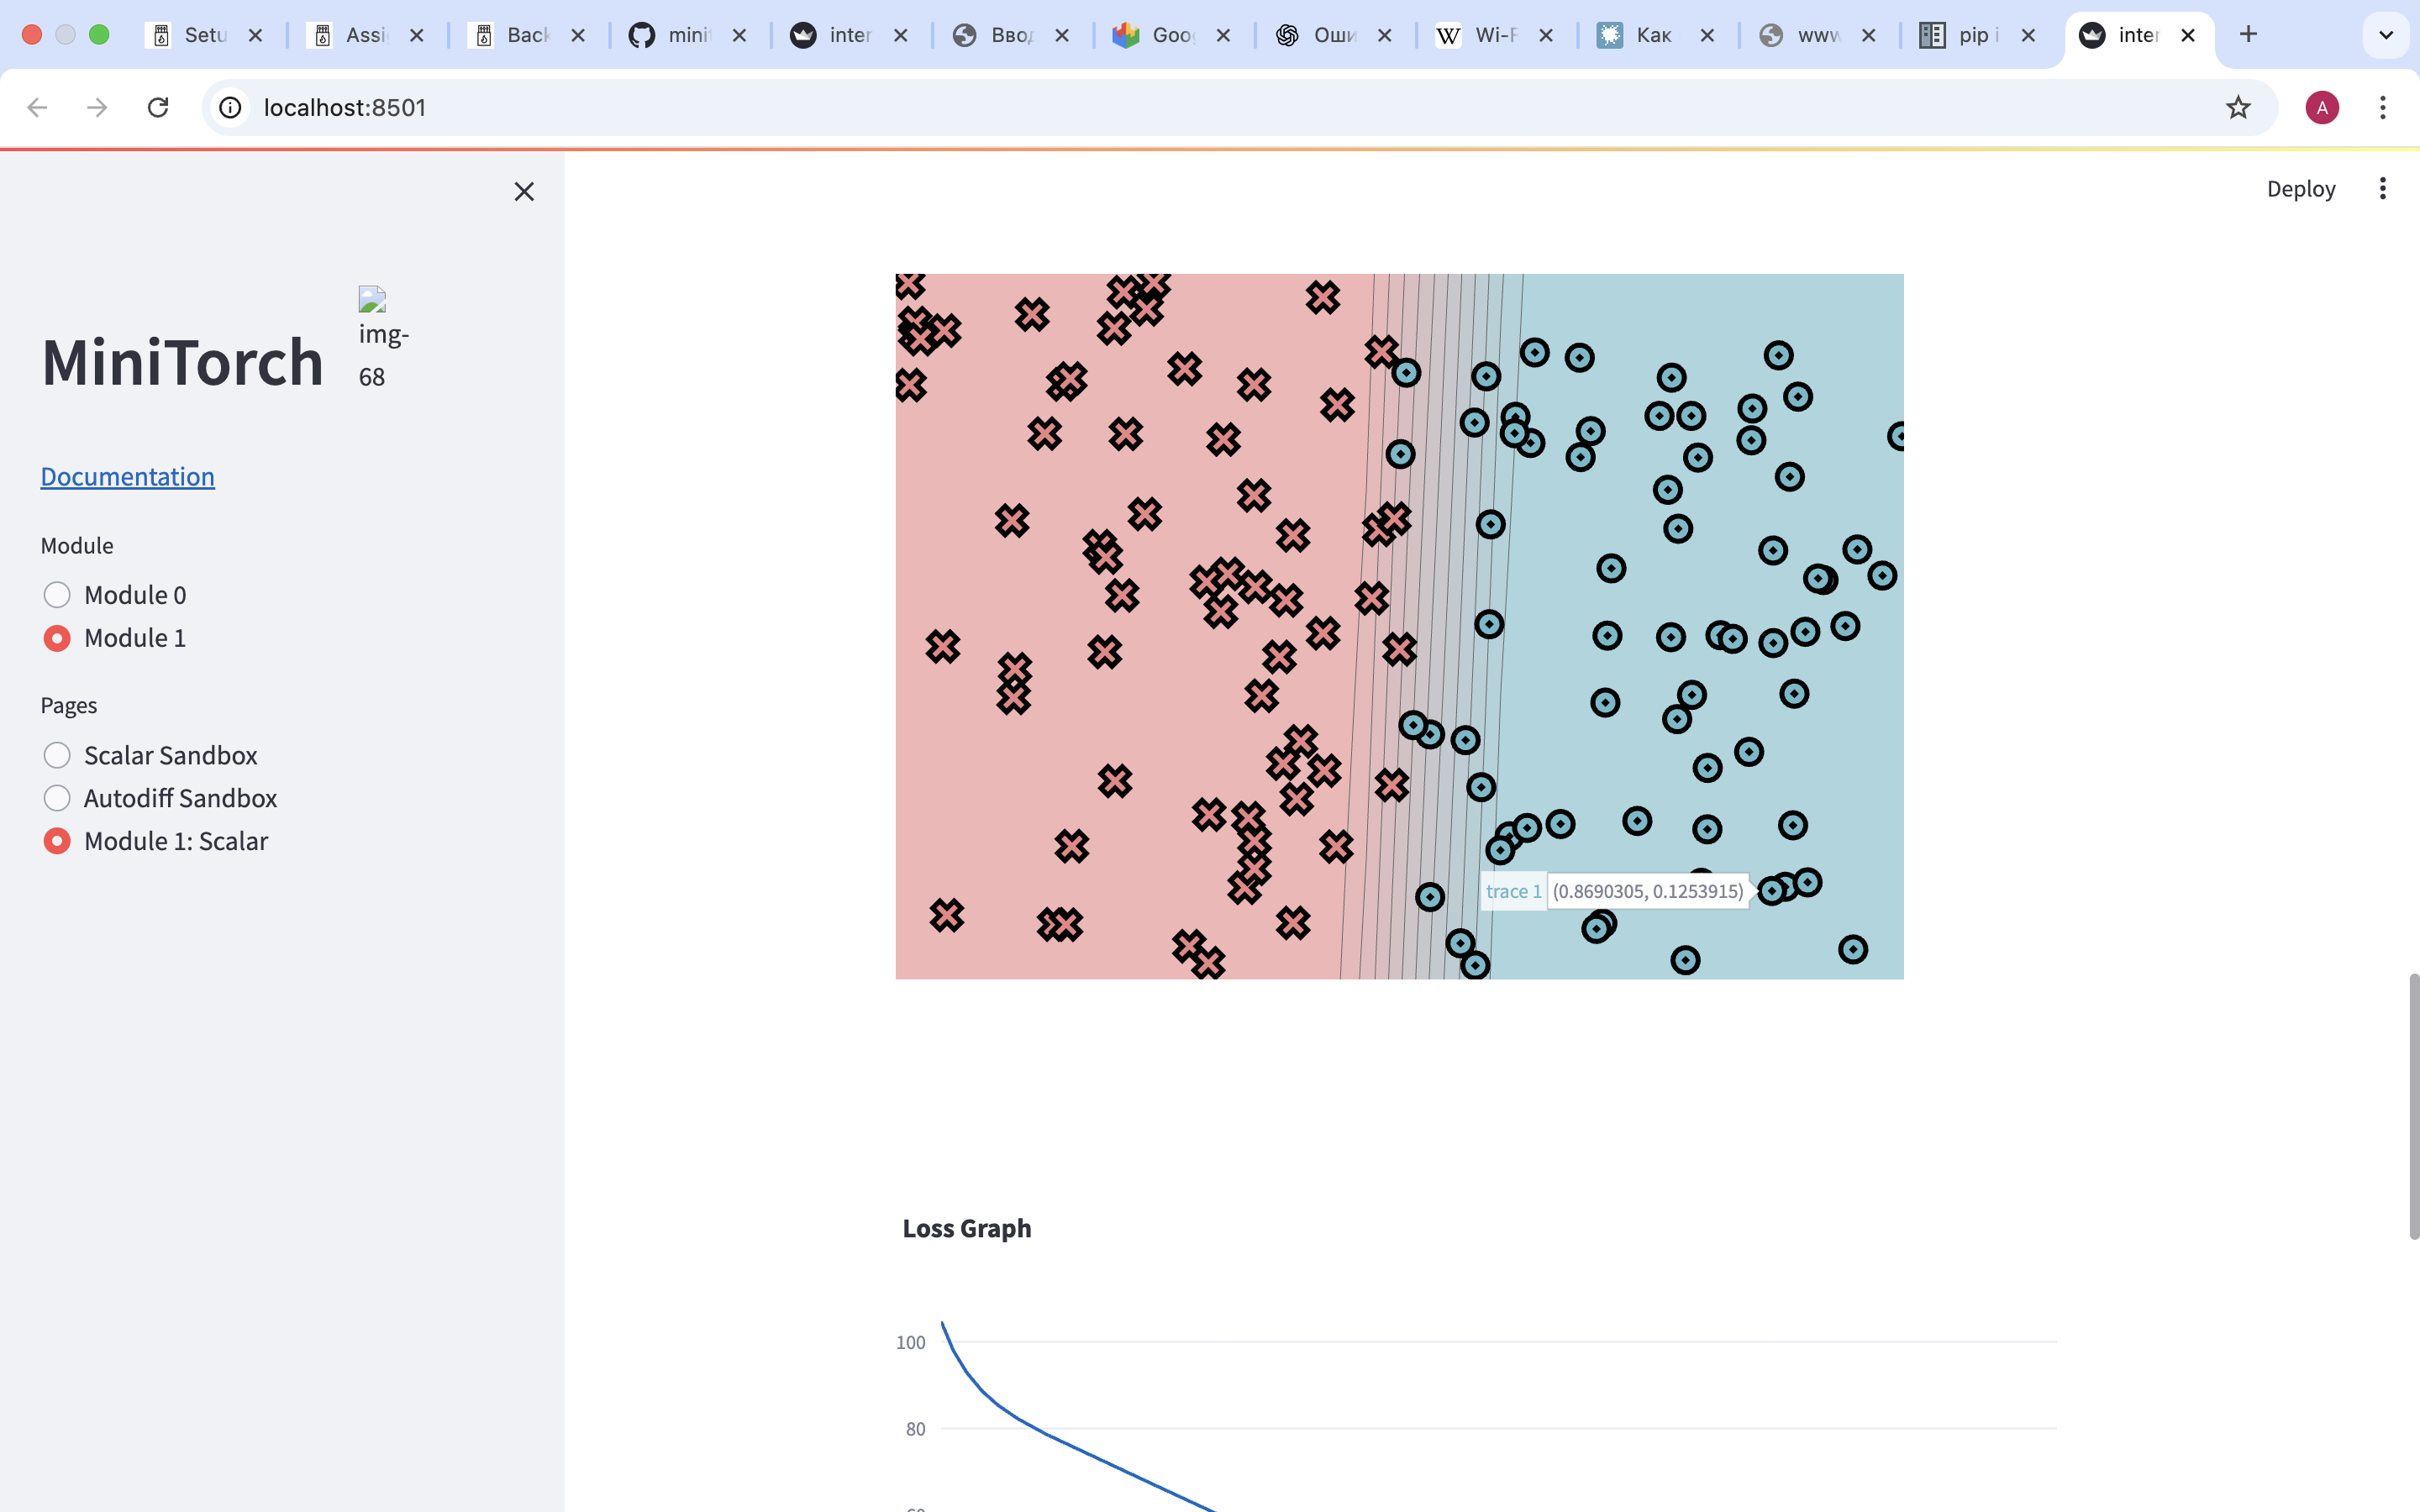 Setu Assi Back mini inter Ввод Goo Оши Wi-F Как www pip i inter
localhost:8501
A
Deploy
MiniTorch
img-
68
Documentation
Module
Module 0
Module 1
Pages
Scalar Sandbox
Autodiff Sandbox
Module 1: Scalar
trace 1 (0.8690305, 0.1253915)
Loss Graph
100
80